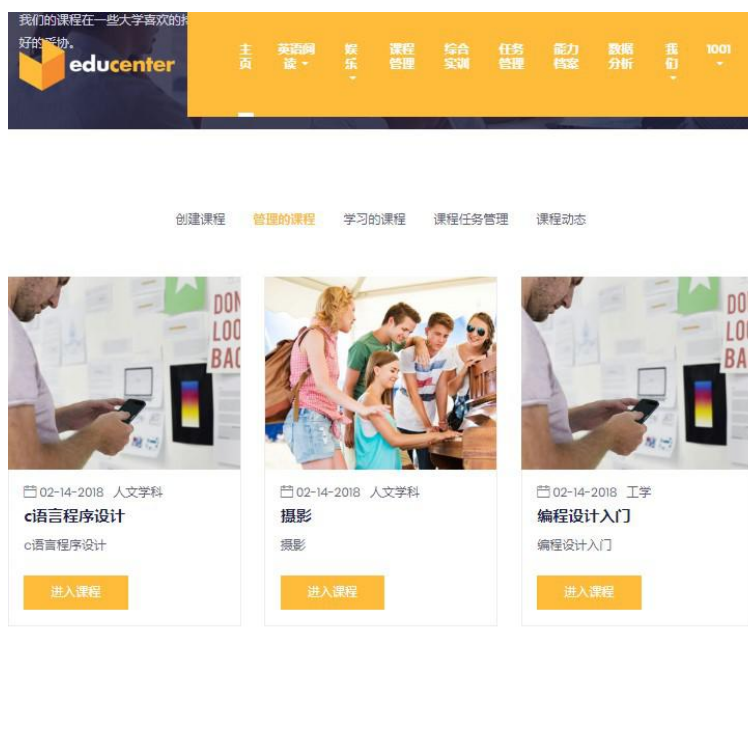 我们的课程在一些大学喜欢的
好的妥协。
educenter
主页
英语阅读
娱乐
课程管理
综合实训
任务管理
能力档案
数据分析
我们
1001
创建课程 管理的课程 学习的课程 课程任务管理 课程动态
DON
LOO
BAC
DO
LO
BA
02-14-2018 人文学科
c语言程序设计
c语言程序设计
进入课程
02-14-2018 人文学科
摄影
摄影
进入课程
02-14-2018 工学
编程设计入门
编程设计入门
进入课程